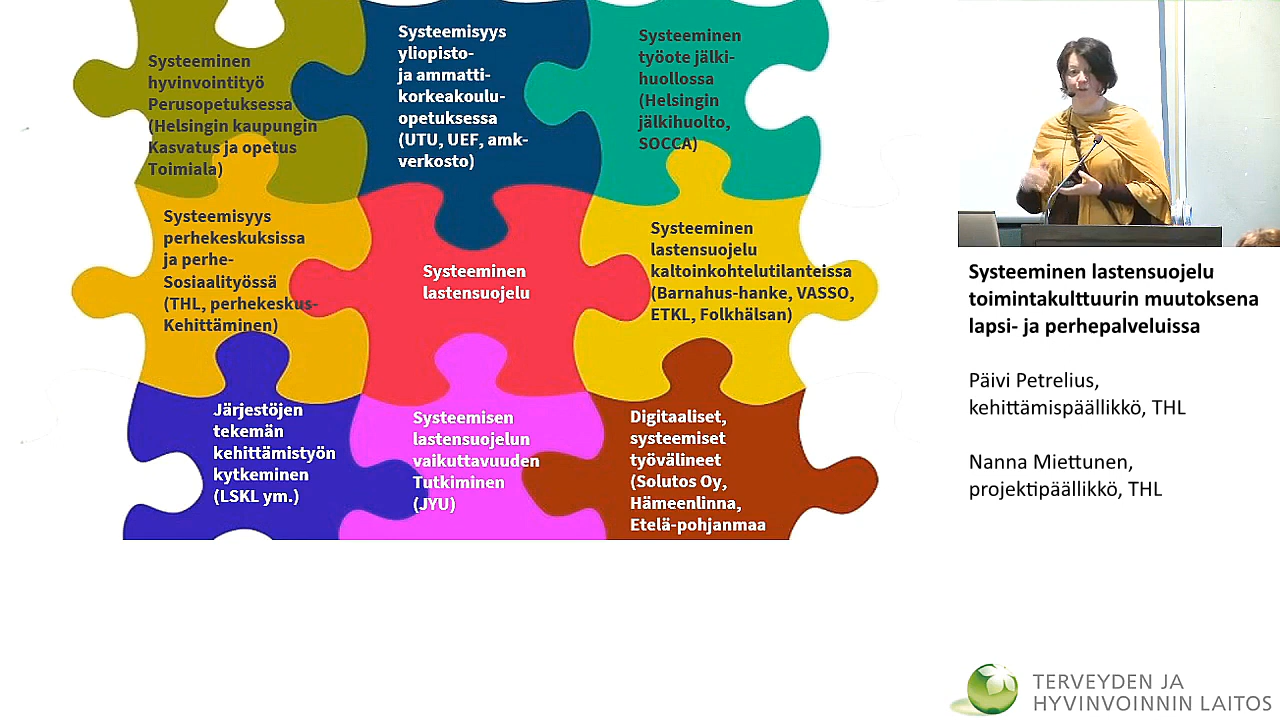 Systeeminen
hyvinvointityö
Perusopetuksessa
(Helsingin kaupungin
Kasvatus ja opetus
Toimiala)
Systeemisyys
yliopisto-
ja ammatti-
korkeakoulu-
opetuksessa
(UTU, UEF, amk-
verkosto)
Systeeminen
työote jälki-
huollossa
(Helsingin
jälkihuolto,
SOCCA)
Systeemisyys
perhekeskuksissa
ja perhe-
Sosiaalityössä
(THL, perhekeskus-
Kehittäminen)
Systeeminen
lastensuojelu
Systeeminen
lastensuojelu
kaltoinkohtelutilanteissa
(Barnahus-hanke, VASSO,
ETKL, Folkhälsan)
Järjestöjen
tekemän
kehittämistyön
kytkeminen
(LSKL ym.)
Systeemisen
lastensuojelun
vaikuttavuuden
Tutkiminen
(JYU)
Digitaaliset,
systeemiset
työvälineet
(Solutos Oy,
Hämeenlinna,
Etelä-pohjanmaa
Systeeminen lastensuojelu
toimintakulttuurin muutoksena
lapsi- ja perhepalveluissa
Päivi Petrelius,
kehittämispäällikkö, THL
Nanna Miettunen,
projektipäällikkö, THL
TERVEYDEN JA
HYVINVOINNIN LAITOS